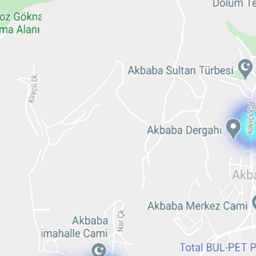 oz Gökna
ma Alanı
Dolum Te
Akbaba Sultan Türbesi
Kireçli Çk.
Akbaba Dergahı
Akba
Akbaba Merkez Cami
Nar Çk
Akbaba
imahalle Cami
Total BUL-PET P